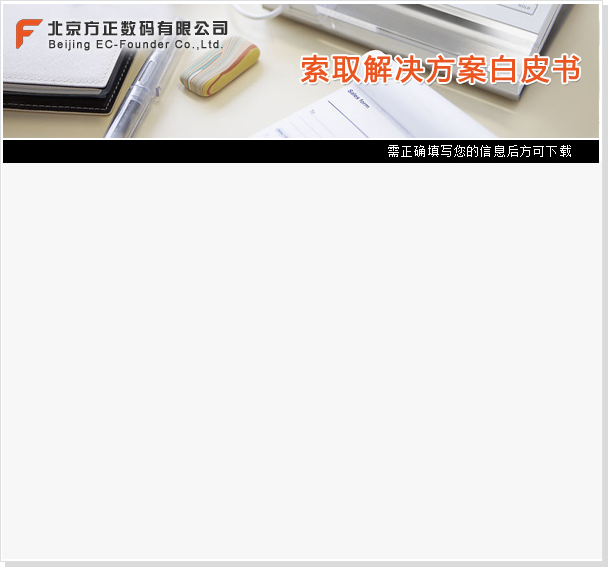 北京方正数码有限公司
Beijing EC-Founder Co.,Ltd.
Sales form
索取解决方案白皮书
需正确填写您的信息后方可下载